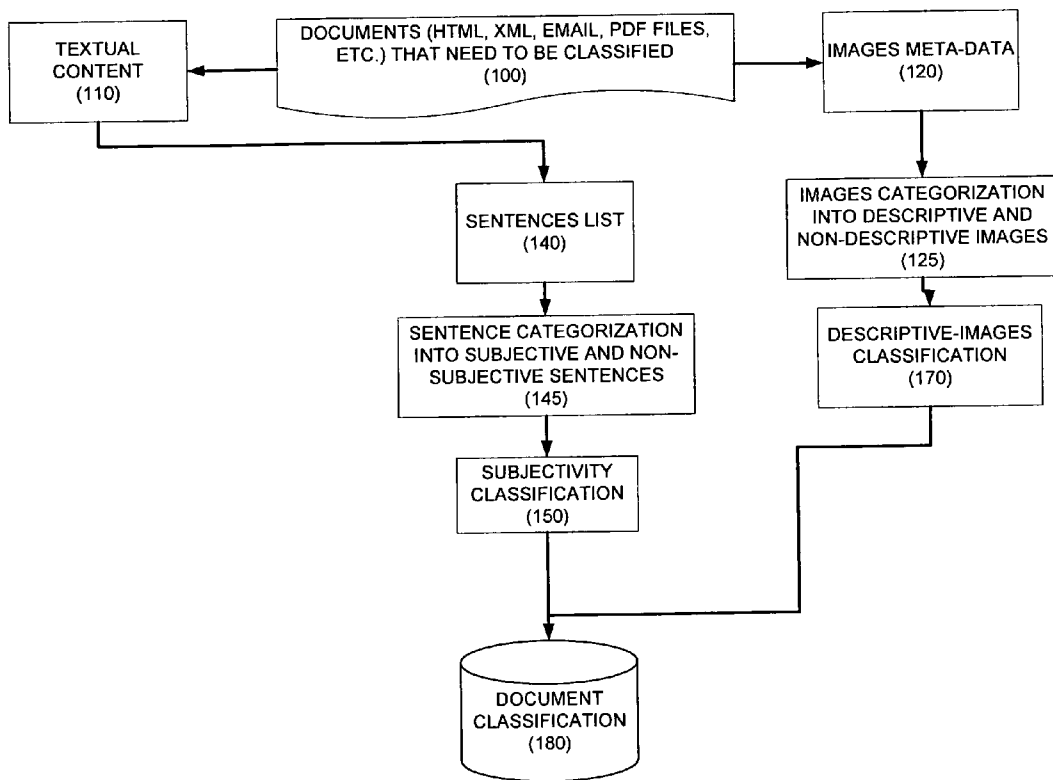 TEXTUAL
CONTENT
(110)
DOCUMENTS (HTML, XML, EMAIL, PDF FILES,
ETC.) THAT NEED TO BE CLASSIFIED
(100)
IMAGES META-DATA
(120)
SENTENCES LIST
(140)
IMAGES CATEGORIZATION
INTO DESCRIPTIVE AND
NON-DESCRIPTIVE IMAGES
(125)
SENTENCE CATEGORIZATION
INTO SUBJECTIVE AND NON-
SUBJECTIVE SENTENCES
(145)
DESCRIPTIVE-IMAGES
CLASSIFICATION
(170)
SUBJECTIVITY
CLASSIFICATION
(150)
DOCUMENT
CLASSIFICATION
(180)